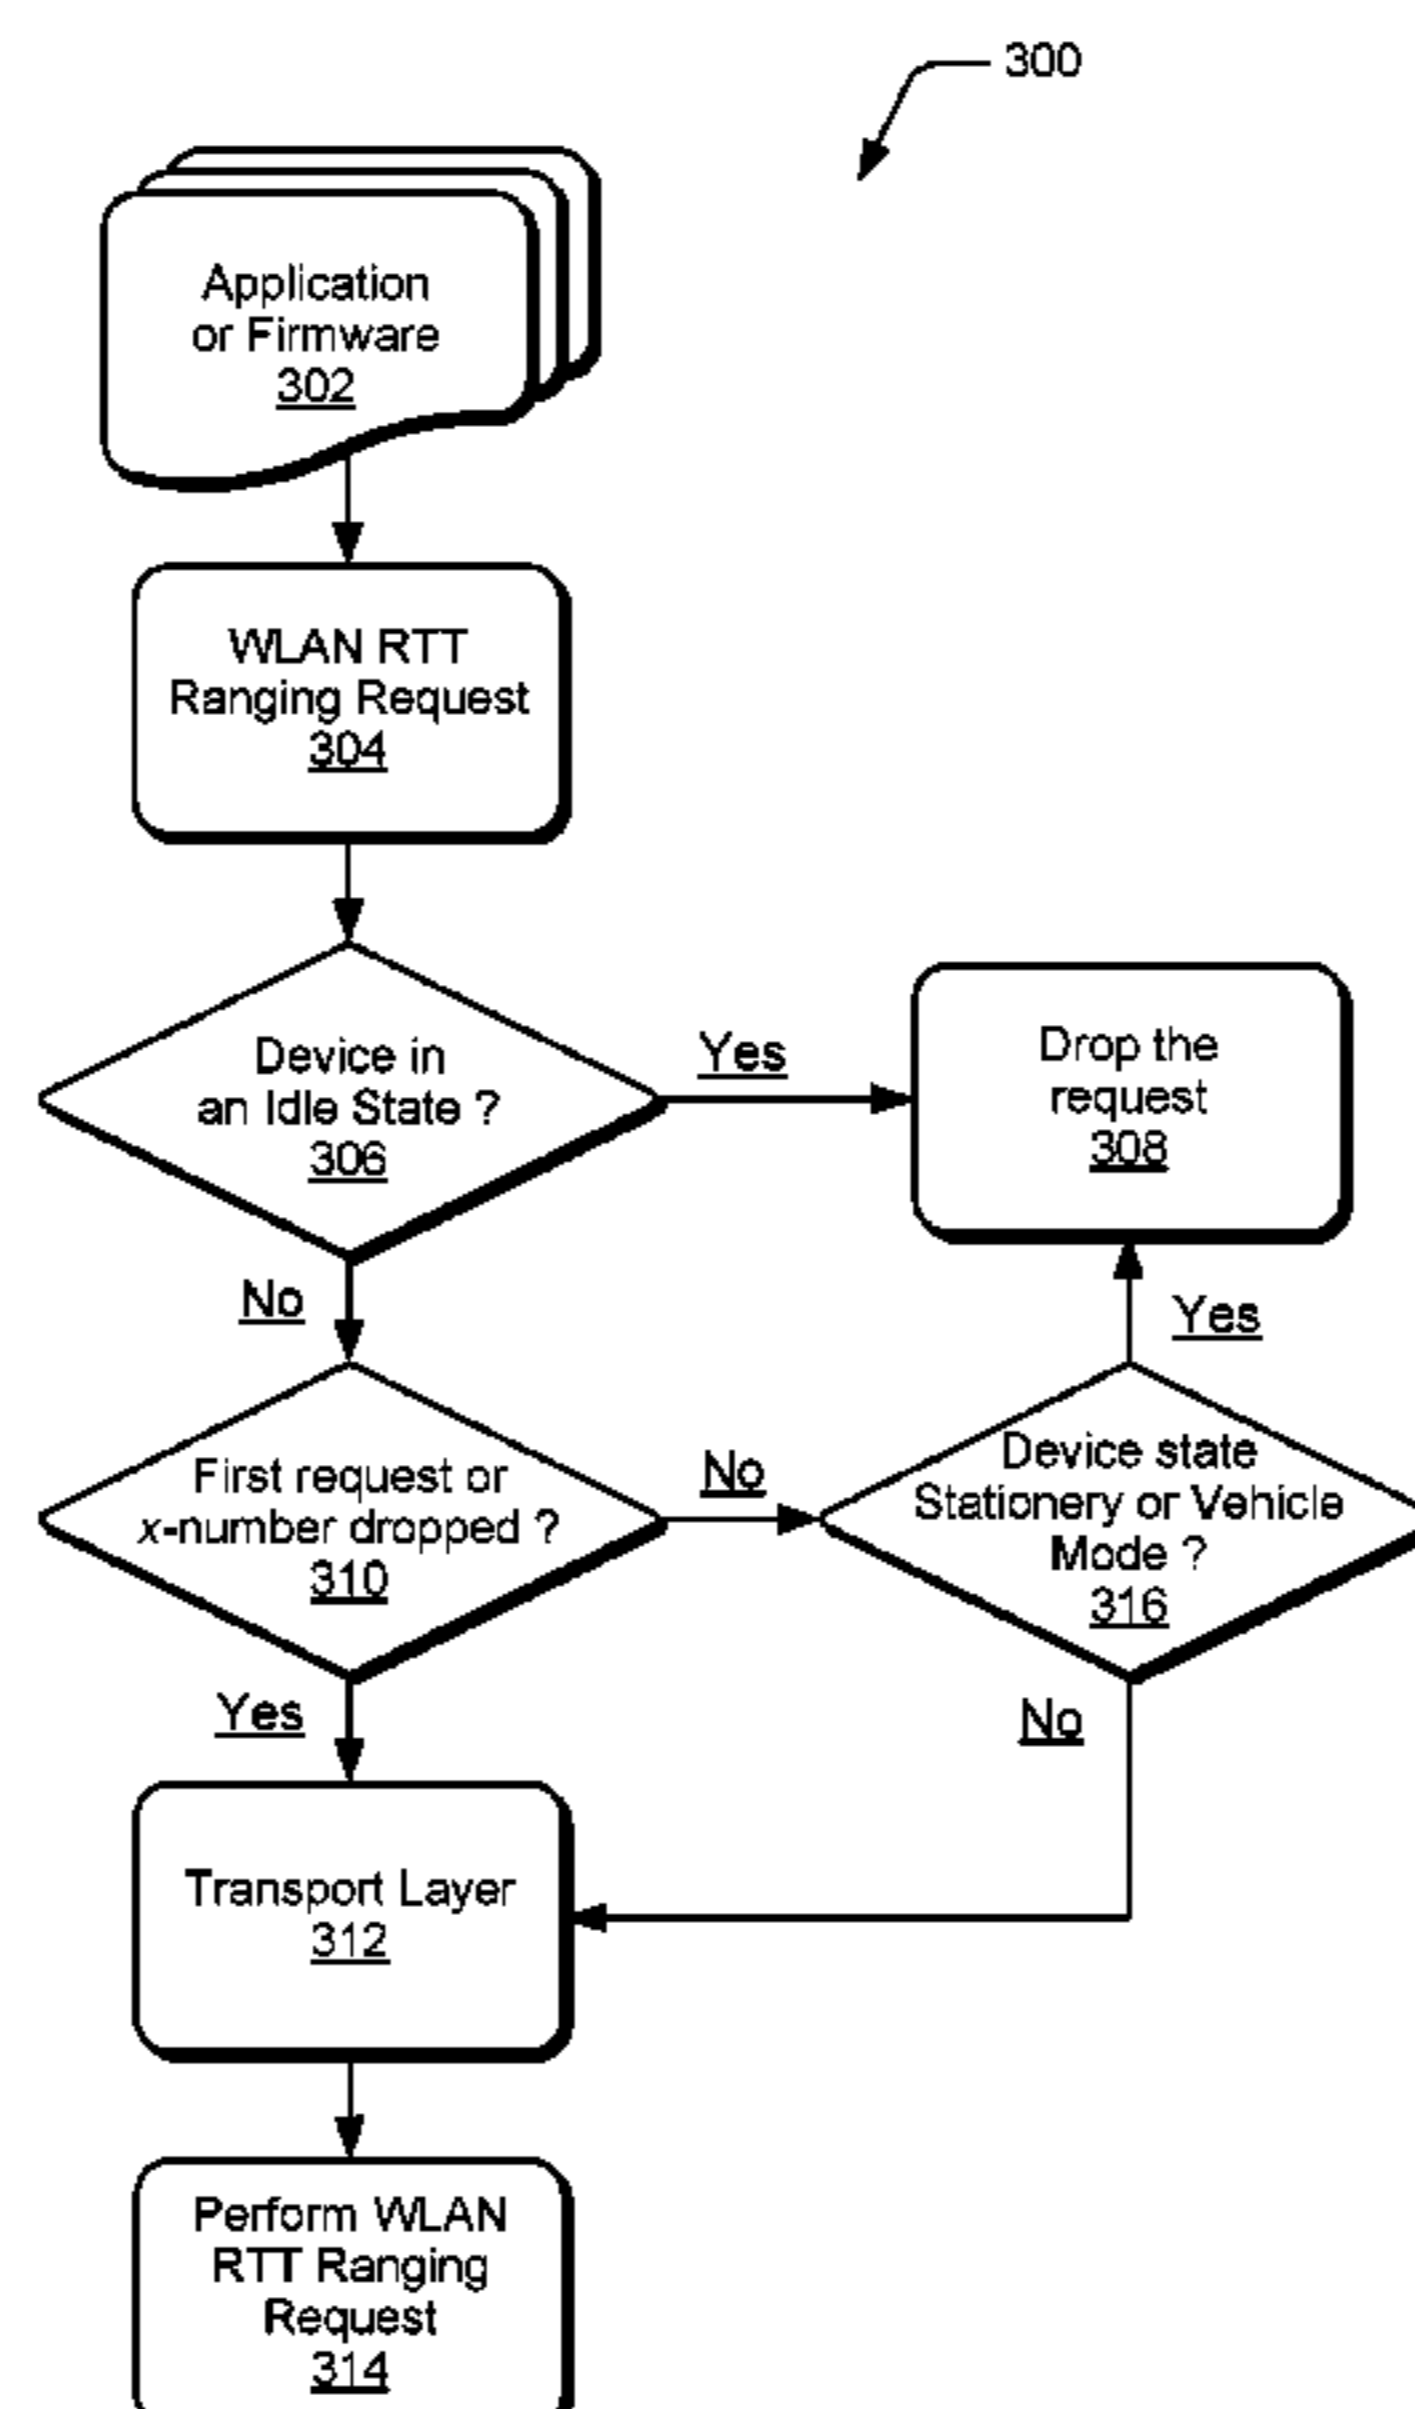 300
Application
or Firmware
302
WLAN RTT
Ranging Request
304
Device in
an Idle State ?
306
Yes
Drop the
request
308
No
Yes
First request or
x-number dropped ?
310
No
Device state
Stationery or Vehicle
Mode ?
316
Yes
No
Transport Layer
312
Perform WLAN
RTT Ranging
Request
314